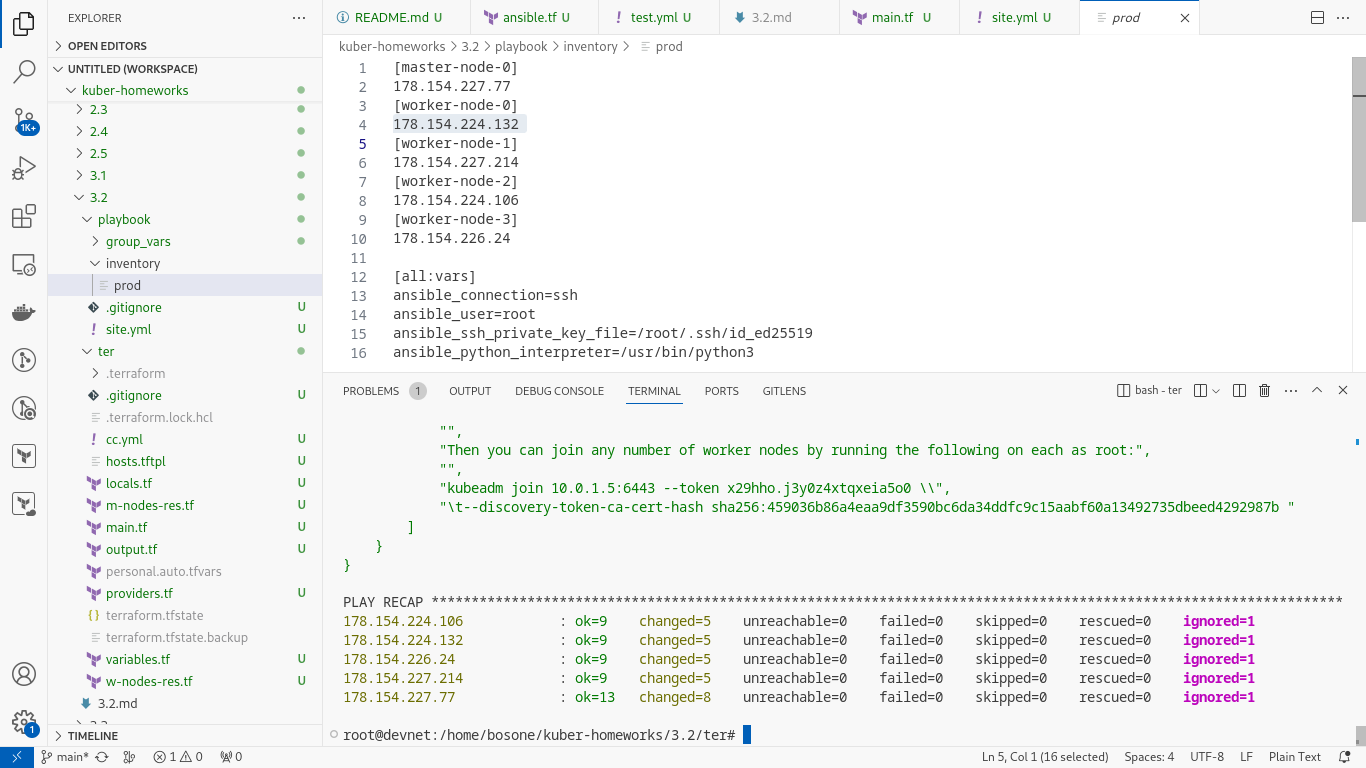 EXPLORER
OPEN EDITORS
UNTITLED (WORKSPACE)
kuber-homeworks
2.3
2.4
2.5
3.1
3.2
playbook
group_vars
inventory
prod
.gitignore U
site.yml U
ter
.terraform
.gitignore U
.terraform.lock.hcl
cc.yml U
hosts.tftpl U
locals.tf U
m-nodes-res.tf U
main.tf U
output.tf U
personal.auto.tfvars
providers.tf U
terraform.tfstate
terraform.tfstate.backup
variables.tf U
w-nodes-res.tf U
3.2.md
TIMELINE
1K+
1
README.md U ansible.tf U test.yml U 3.2.md main.tf U site.yml U prod
kuber-homeworks > 3.2 > playbook > inventory > prod
1 [master-node-0]
2 178.154.227.77
3 [worker-node-0]
4 178.154.224.132
5 [worker-node-1]
6 178.154.227.214
7 [worker-node-2]
8 178.154.224.106
9 [worker-node-3]
10 178.154.226.24
11
12 [all:vars]
13 ansible_connection=ssh
14 ansible_user=root
15 ansible_ssh_private_key_file=/root/.ssh/id_ed25519
16 ansible_python_interpreter=/usr/bin/python3
PROBLEMS 1 OUTPUT DEBUG CONSOLE TERMINAL PORTS GITLENS bash - ter
"",
"Then you can join any number of worker nodes by running the following on each as root:",
"",
"kubeadm join 10.0.1.5:6443 --token x29hho.j3y0z4xtqxeia5o0 \\",
"\t--discovery-token-ca-cert-hash sha256:459036b86a4eaa9df3590bc6da34ddfc9c15aabf60a13492735dbeed4292987b "
]
}
}
PLAY RECAP ******************************************************************************************************************
178.154.224.106 : ok=9 changed=5 unreachable=0 failed=0 skipped=0 rescued=0 ignored=1
178.154.224.132 : ok=9 changed=5 unreachable=0 failed=0 skipped=0 rescued=0 ignored=1
178.154.226.24 : ok=9 changed=5 unreachable=0 failed=0 skipped=0 rescued=0 ignored=1
178.154.227.214 : ok=9 changed=5 unreachable=0 failed=0 skipped=0 rescued=0 ignored=1
178.154.227.77 : ok=13 changed=8 unreachable=0 failed=0 skipped=0 rescued=0 ignored=1
root@devnet:/home/bosone/kuber-homeworks/3.2/ter#
main* 1 0 0 Ln 5, Col 1 (16 selected) Spaces: 4 UTF-8 LF Plain Text